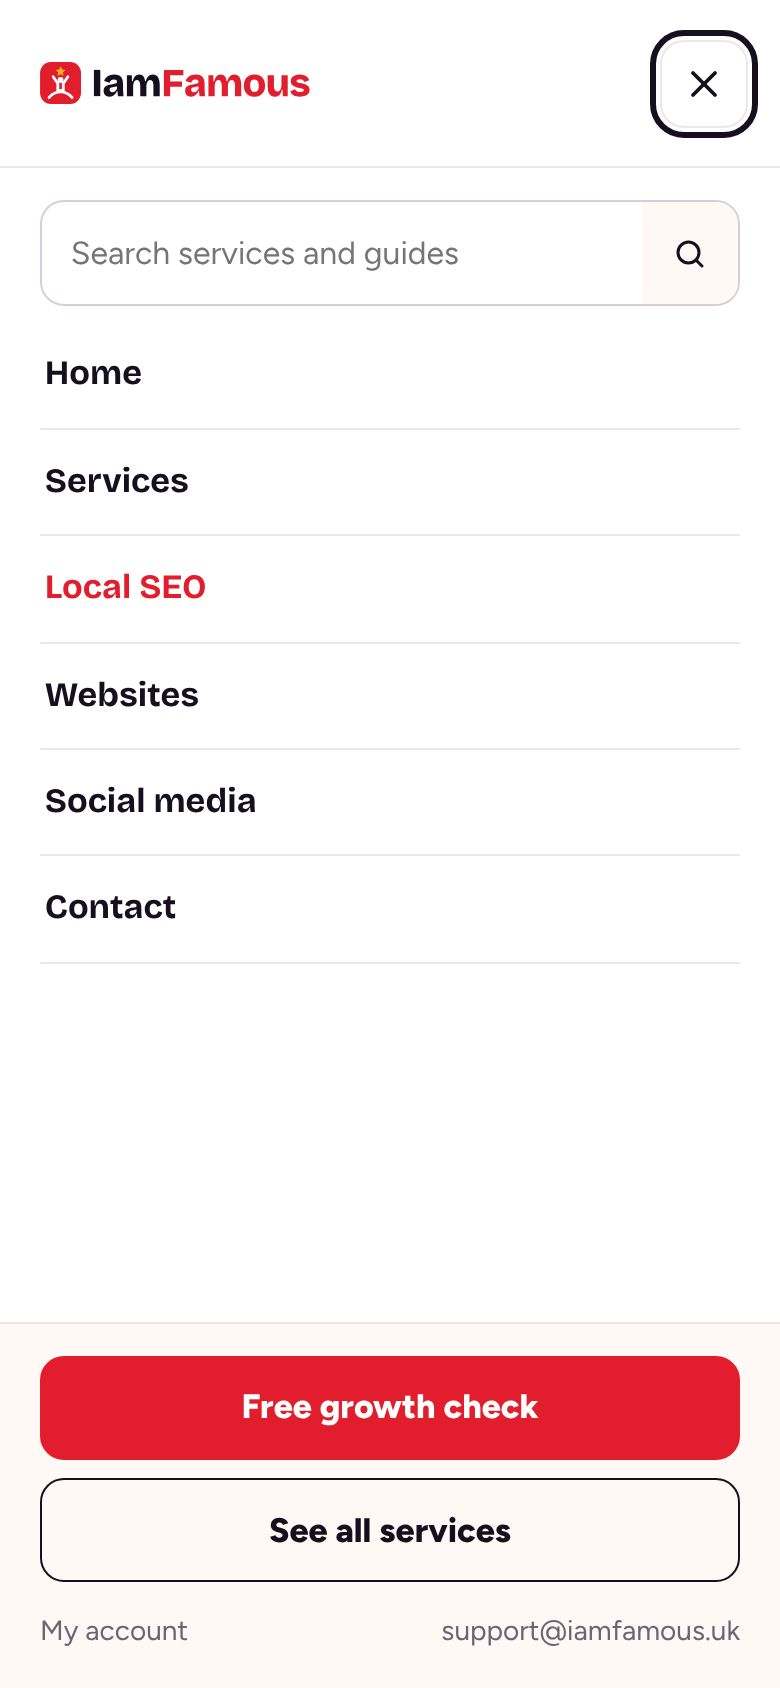 IamFamous
Search services and guides
Home
Services
Local SEO
Websites
Social media
Contact
Free growth check
See all services
My account
support@iamfamous.uk